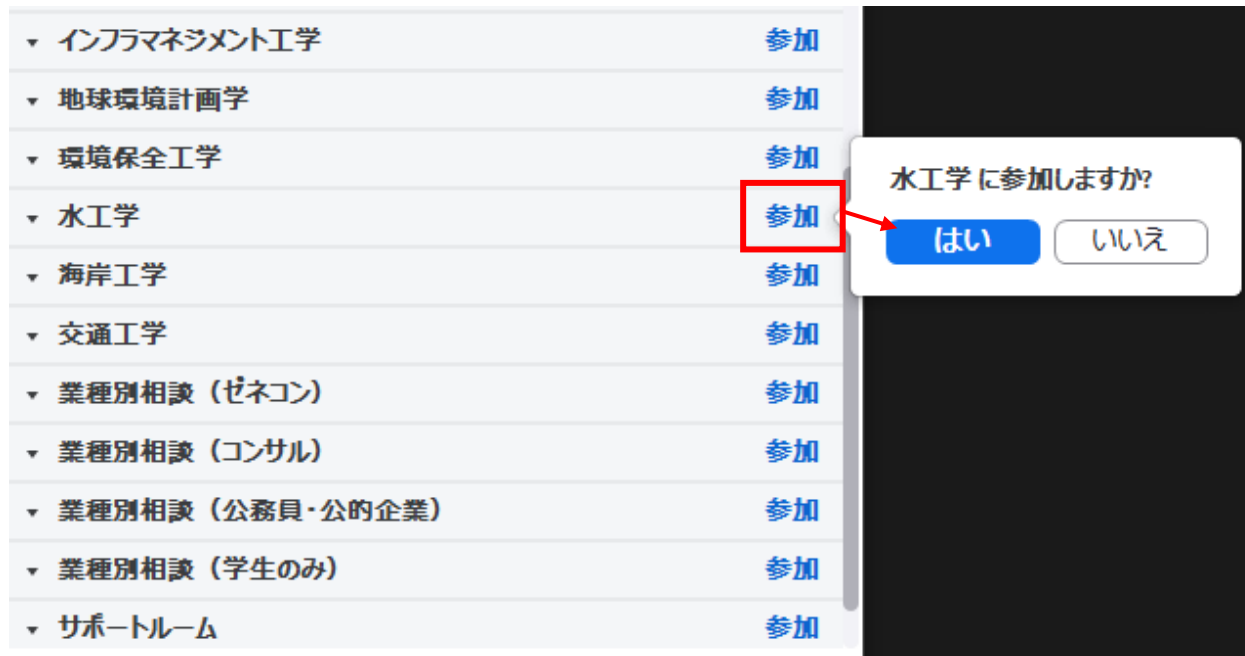 インフラマネジメント工学 参加
地球環境計画学 参加
環境保全工学 参加
水工学 参加
水工学 に参加しますか?
はい いいえ
海岸工学 参加
交通工学 参加
業種別相談（ゼネコン） 参加
業種別相談（コンサル） 参加
業種別相談（公務員・公的企業） 参加
業種別相談（学生のみ） 参加
サポートルーム 参加